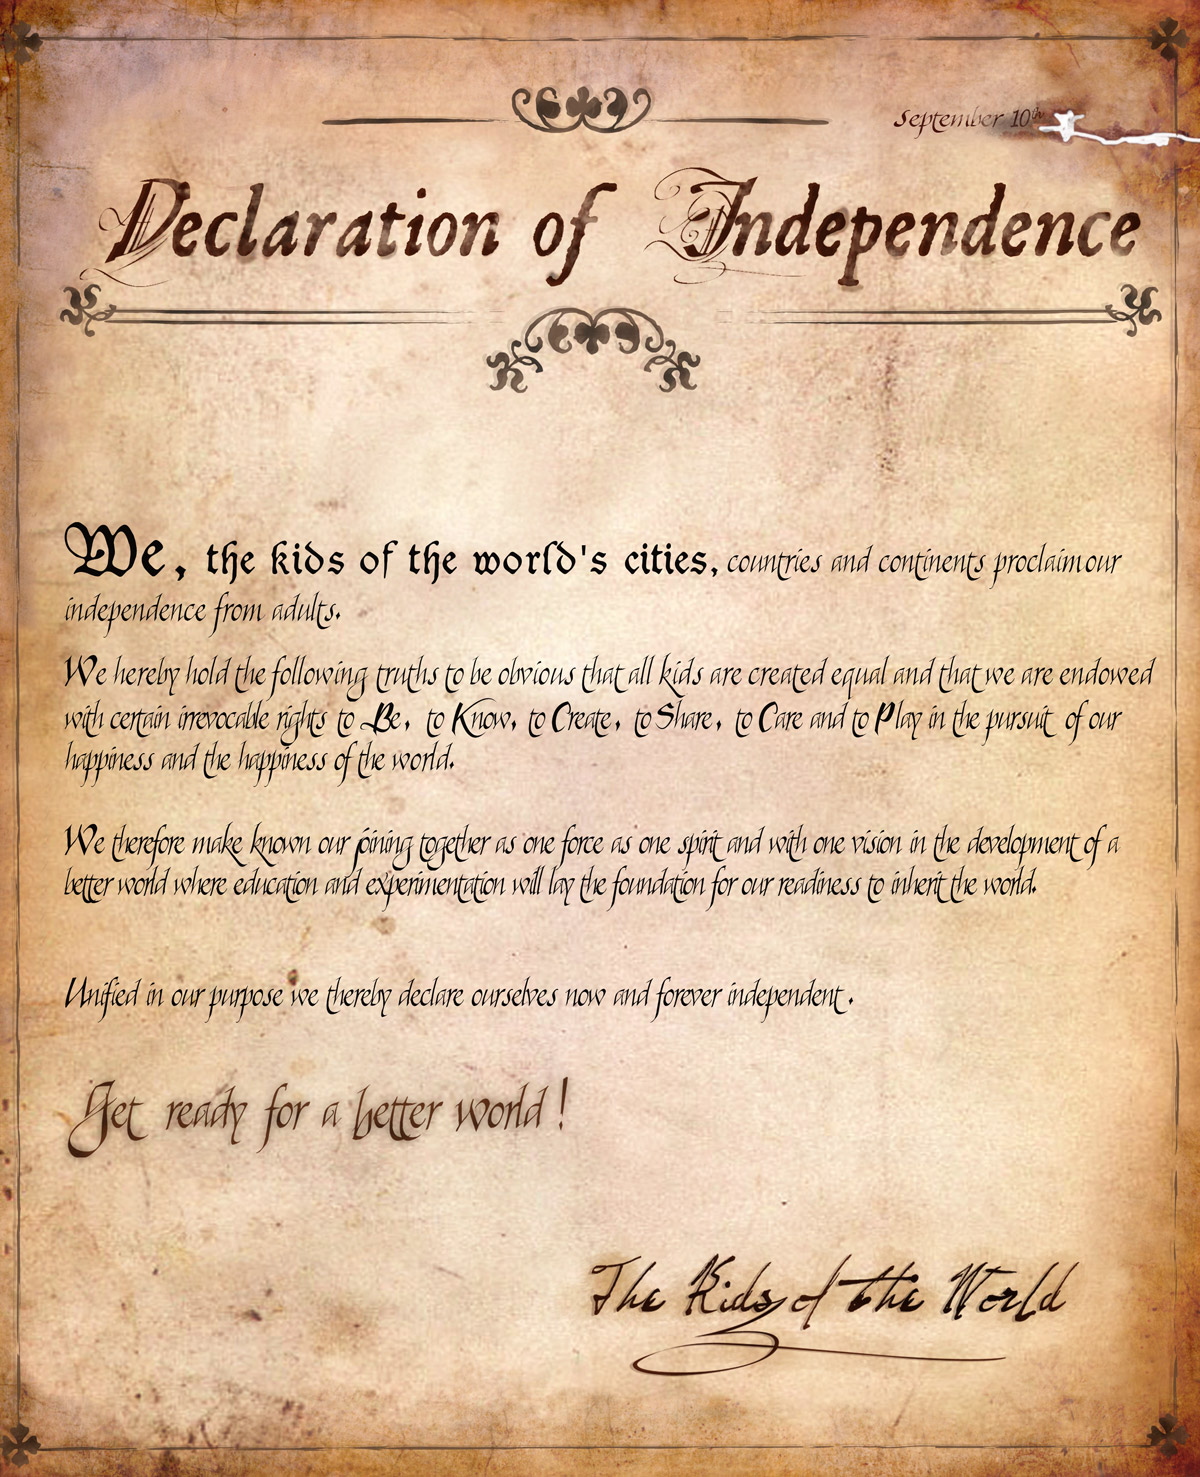 September 10th
Declaration of Independence
We, the kids of the world's cities, countries and continents proclaim our
independence from adults.
We hereby hold the following truths to be obvious that all kids are created equal and that we are endowed
with certain irrevocable rights to Be, to Know, to Create, to Share, to Care and to Play in the pursuit of our
happiness and the happiness of the world.
We therefore make known our joining together as one force as one spirit and with one vision in the development of a
better world where education and experimentation will lay the foundation for our readiness to inherit the world.
Unified in our purpose we thereby declare ourselves now and forever independent.
Get ready for a better world!
The Kids of the World